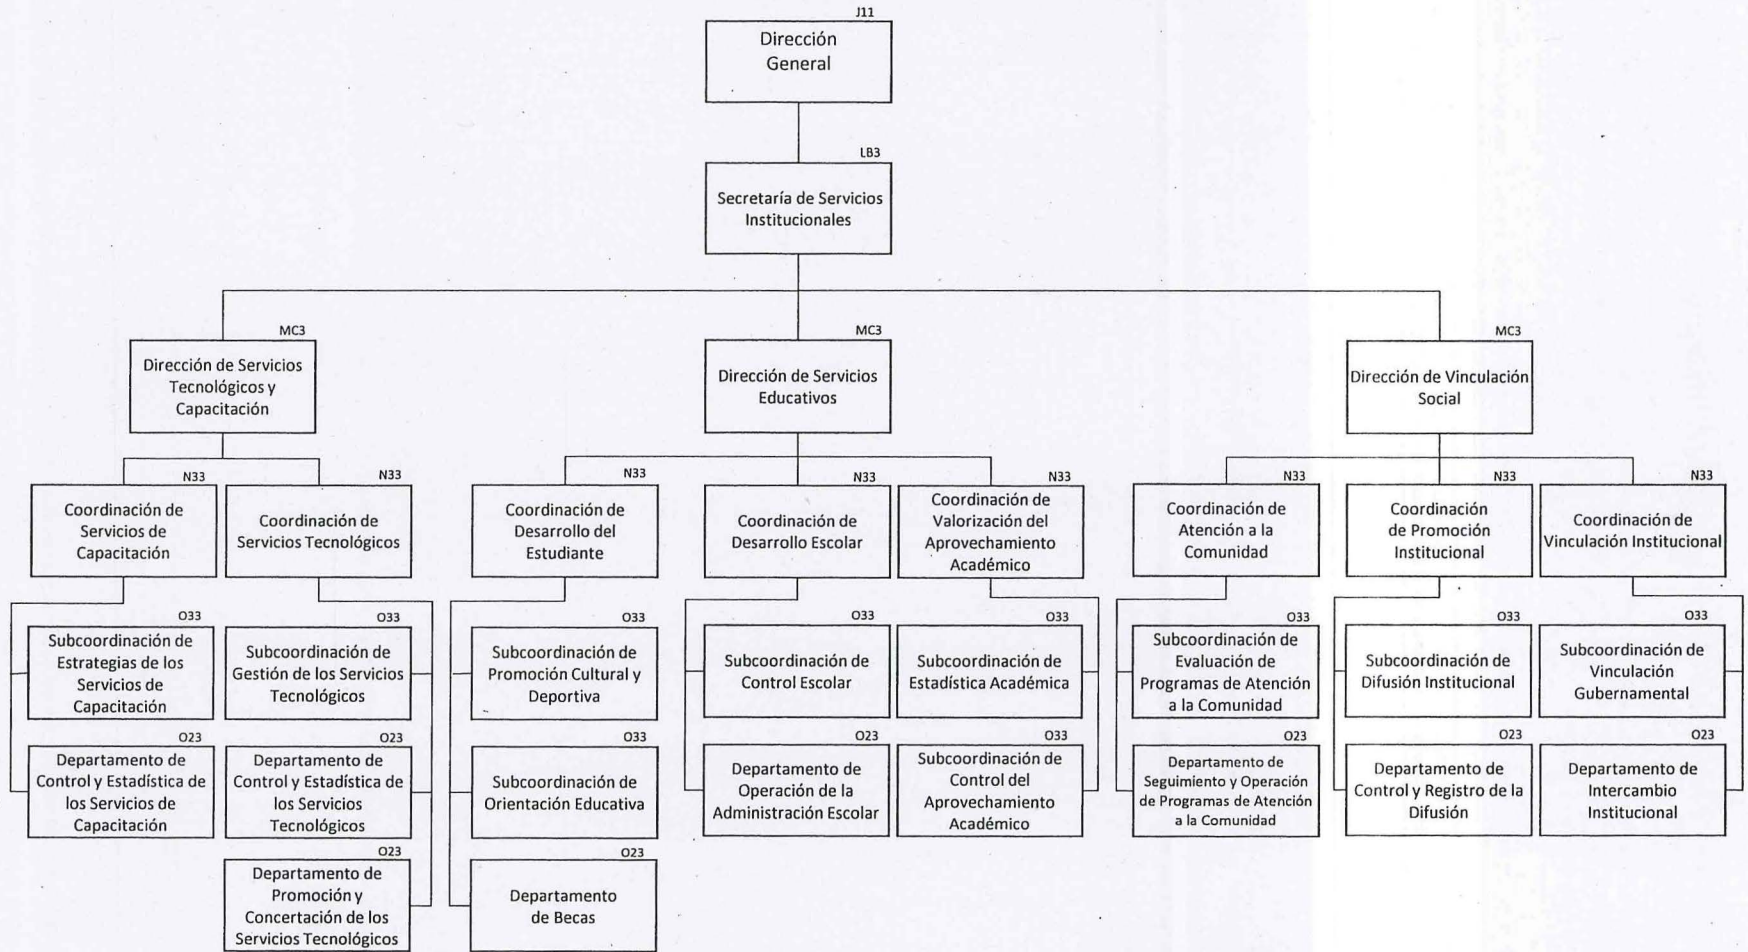 J11
Dirección
General
LB3
Secretaría de Servicios
Institucionales
MC3
Dirección de Servicios
Tecnológicos y
Capacitación
MC3
Dirección de Servicios
Educativos
MC3
Dirección de Vinculación
Social
N33
Coordinación de
Servicios de
Capacitación
N33
Coordinación de
Servicios Tecnológicos
N33
Coordinación de
Desarrollo del
Estudiante
N33
Coordinación de
Desarrollo Escolar
N33
Coordinación de
Valorización del
Aprovechamiento
Académico
N33
Coordinación de
Atención a la
Comunidad
N33
Coordinación
de Promoción
Institucional
N33
Coordinación de
Vinculación Institucional
O33
Subcoordinación de
Estrategias de los
Servicios de
Capacitación
O33
Subcoordinación de
Gestión de los Servicios
Tecnológicos
O33
Subcoordinación de
Promoción Cultural y
Deportiva
O33
Subcoordinación de
Control Escolar
O33
Subcoordinación de
Estadística Académica
O33
Subcoordinación de
Evaluación de
Programas de Atención
a la Comunidad
O33
Subcoordinación de
Difusión Institucional
O33
Subcoordinación de
Vinculación
Gubernamental
O23
Departamento de
Control y Estadística de
los Servicios de
Capacitación
O23
Departamento de
Control y Estadística de
los Servicios
Tecnológicos
O33
Subcoordinación de
Orientación Educativa
O23
Departamento de
Operación de la
Administración Escolar
O33
Subcoordinación de
Control del
Aprovechamiento
Académico
O23
Departamento de
Seguimiento y Operación
de Programas de Atención
a la Comunidad
O23
Departamento de
Control y Registro de la
Difusión
O23
Departamento de
Intercambio
Institucional
O23
Departamento de
Promoción y
Concertación de los
Servicios Tecnológicos
O23
Departamento
de Becas